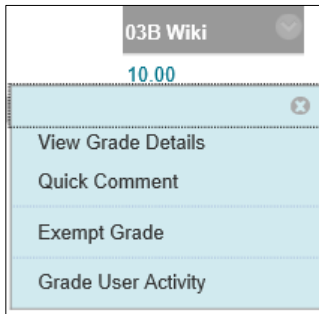 03B Wiki
10.00
View Grade Details
Quick Comment
Exempt Grade
Grade User Activity